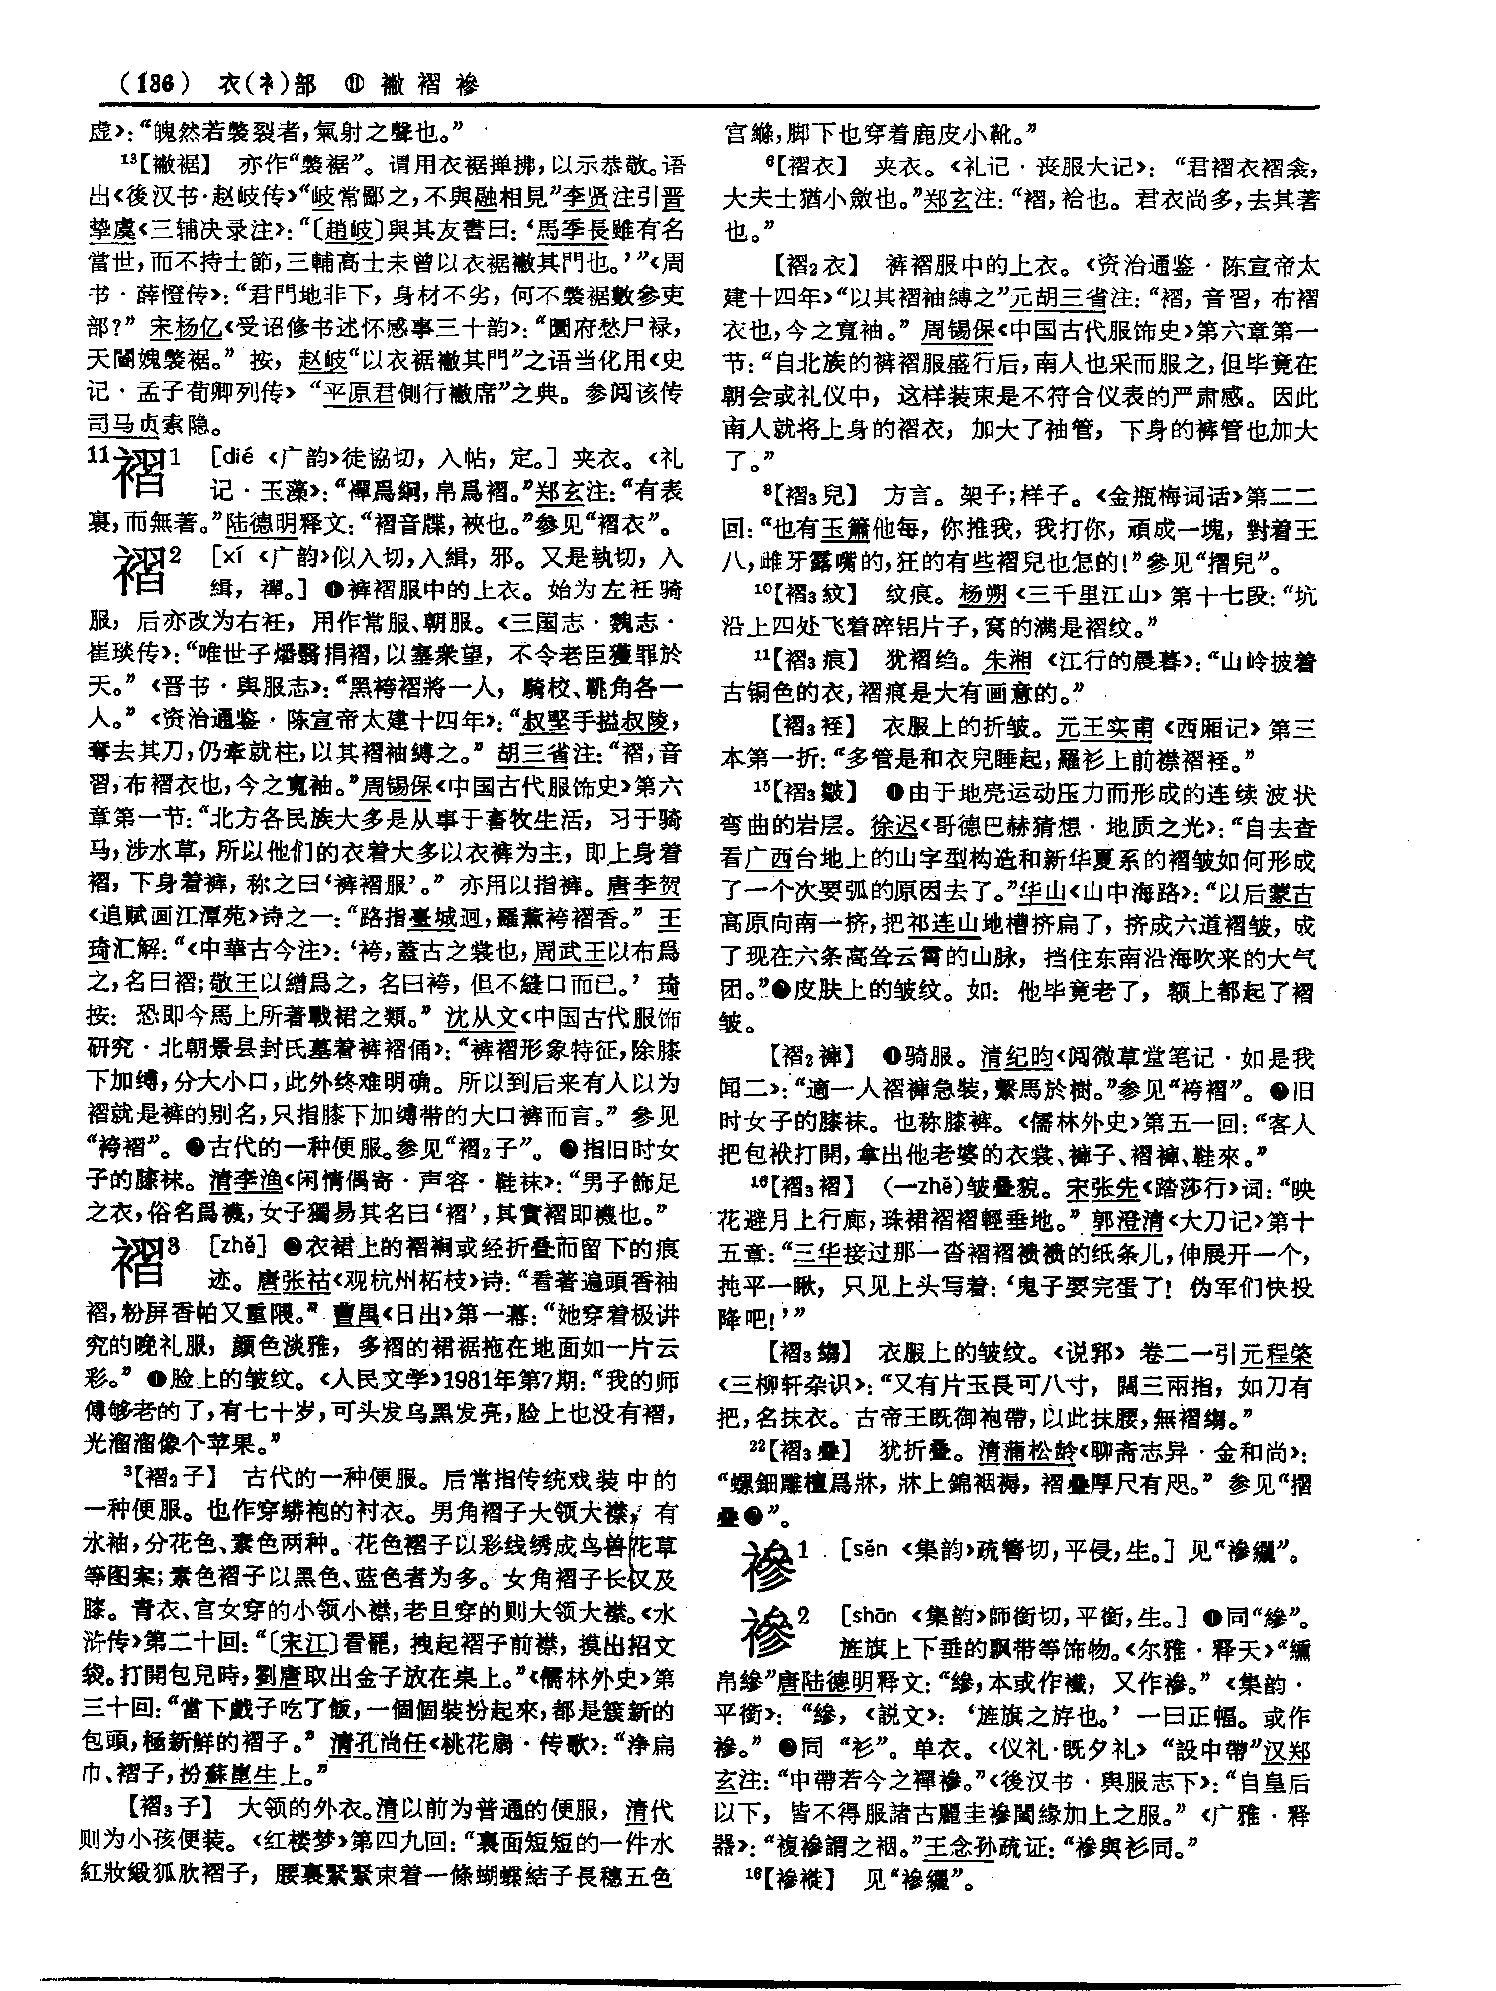 (136) 衣(衤)部 ⑪ 襒 褶 襂
虚》：“魄然若襞裂者，氣射之聲也。”
13【襒裾】 亦作“襞裾”。谓用衣裾掸拂，以示恭敬。语
出《後汉书·赵岐传》“岐常鄙之，不與融相見”李贤注引晋
挚虞《三辅决录注》：“〔趙岐〕與其友書曰：‘馬季長雖有名
當世，而不持士節，三輔高士未曾以衣裾襒其門也。’”《周
书·薛憕传》：“君門地非下，身材不劣，何不襞裾數參吏
部？” 宋杨亿《受诏修书述怀感事三十韵》：“圜府愁尸禄，
天閽媿襞裾。” 按，赵岐“以衣裾襒其門”之语当化用《史
记·孟子荀卿列传》 “平原君側行襒席”之典。参阅该传
司马贞索隐。
11褶1 [dié 《广韵》徒協切，入帖，定。] 夹衣。《礼
记·玉藻》：“襌爲絅，帛爲褶。”郑玄注：“有表
裏，而無著。”陆德明释文：“褶音牒，裌也。”参见“褶衣”。
褶2 [xí 《广韵》似入切，入緝，邪。又是執切，入
缉，禪。] ❶裤褶服中的上衣。始为左衽骑
服，后亦改为右衽，用作常服、朝服。《三国志·魏志·
崔琰传》：“唯世子燔翳捐褶，以塞衆望，不令老臣獲罪於
天。” 《晋书·舆服志》：“黑袴褶將一人，騎校、鞉角各一
人。” 《资治通鉴·陈宣帝太建十四年》：“叔堅手搤叔陵，
奪去其刀，仍牽就柱，以其褶袖縛之。” 胡三省注：“褶，音
習，布褶衣也，今之寬袖。”周锡保《中国古代服饰史》第六
章第一节：“北方各民族大多是从事于畜牧生活，习于骑
马，涉水草，所以他们的衣着大多以衣裤为主，即上身着
褶，下身着裤，称之曰‘裤褶服’。” 亦用以指裤。唐李贺
《追赋画江潭苑》诗之一：“路指臺城迥，羅薰袴褶香。” 王
琦汇解：“《中華古今注》：‘袴，蓋古之裳也，周武王以布爲
之，名曰褶；敬王以繒爲之，名曰袴，但不縫口而已。’ 琦
按：恐即今馬上所著戰裙之類。” 沈从文《中国古代服饰
研究·北朝景县封氏墓着裤褶俑》：“裤褶形象特征，除膝
下加缚，分大小口，此外终难明确。所以到后来有人以为
褶就是裤的别名，只指膝下加缚带的大口裤而言。” 参见
“袴褶”。❷古代的一种便服。参见“褶2子”。❸指旧时女
子的膝袜。清李渔《闲情偶寄·声容·鞋袜》：“男子飾足
之衣，俗名爲襪，女子獨易其名曰‘褶’，其實褶即襪也。”
褶3 [zhě] ❶衣裙上的褶裥或经折叠而留下的痕
迹。唐张祜《观杭州柘枝》诗：“看著遍頭香袖
褶，粉屏香帕又重隈。” 曹禺《日出》第一幕：“她穿着极讲
究的晚礼服，颜色淡雅，多褶的裙裾拖在地面如一片云
彩。” ❷脸上的皱纹。《人民文学》1981年第7期：“我的师
傅够老的了，有七十岁，可头发乌黑发亮，脸上也没有褶，
光溜溜像个苹果。”
3【褶2子】 古代的一种便服。后常指传统戏装中的
一种便服。也作穿蟒袍的衬衣。男角褶子大领大襟，有
水袖，分花色、素色两种。花色褶子以彩线绣成鸟兽花草
等图案；素色褶子以黑色、蓝色者为多。女角褶子长仅及
膝。青衣、宫女穿的小领小襟，老旦穿的则大领大襟。《水
浒传》第二十回：“〔宋江〕看罷，拽起褶子前襟，摸出招文
袋。打開包兒時，劉唐取出金子放在桌上。”《儒林外史》第
三十回：“當下戲子吃了飯，一個個裝扮起來，都是簇新的
包頭，極新鮮的褶子。” 清孔尚任《桃花扇·传歌》：“净扁
巾、褶子，扮蘇崑生上。”
【褶3子】 大领的外衣。清以前为普通的便服，清代
则为小孩便装。《红楼梦》第四九回：“裏面短短的一件水
紅妝緞狐肷褶子，腰裏緊緊束着一條蝴蝶結子長穗五色
宫縧，脚下也穿着鹿皮小靴。”
6【褶衣】 夹衣。《礼记·丧服大记》：“君褶衣褶衾，
大夫士猶小斂也。”郑玄注：“褶，袷也。君衣尚多，去其著
也。”
【褶2衣】 裤褶服中的上衣。《资治通鉴·陈宣帝太
建十四年》“以其褶袖縛之”元胡三省注：“褶，音習，布褶
衣也，今之寬袖。” 周锡保《中国古代服饰史》第六章第一
节：“自北族的裤褶服盛行后，南人也采而服之，但毕竟在
朝会或礼仪中，这样装束是不符合仪表的严肃感。因此
南人就将上身的褶衣，加大了袖管，下身的裤管也加大
了。”
8【褶3兒】 方言。架子；样子。《金瓶梅词话》第二二
回：“也有玉簫他每，你推我，我打你，頑成一塊，對着王
八，雌牙露嘴的，狂的有些褶兒也怎的！”参见“摺兒”。
10【褶3紋】 纹痕。杨朔《三千里江山》第十七段：“坑
沿上四处飞着碎铝片子，窝的满是褶纹。”
11【褶3痕】 犹褶绉。朱湘《江行的晨暮》：“山岭披着
古铜色的衣，褶痕是大有画意的。”
【褶3桎】 衣服上的折皱。元王实甫《西厢记》第三
本第一折：“多管是和衣兒睡起，羅衫上前襟褶桎。”
15【褶3皺】 ❶由于地壳运动压力而形成的连续波状
弯曲的岩层。徐迟《哥德巴赫猜想·地质之光》：“自去查
看广西台地上的山字型构造和新华夏系的褶皱如何形成
了一个次要弧的原因去了。”华山《山中海路》：“以后蒙古
高原向南一挤，把祁连山地槽挤扁了，挤成六道褶皱，成
了现在六条高耸云霄的山脉，挡住东南沿海吹来的大气
团。”❷皮肤上的皱纹。如：他毕竟老了，额上都起了褶
皱。
【褶2褲】 ❶骑服。清纪昀《阅微草堂笔记·如是我
闻二》：“適一人褶褲急裝，繫馬於樹。”参见“袴褶”。❷旧
时女子的膝袜。也称膝裤。《儒林外史》第五一回：“客人
把包袱打開，拿出他老婆的衣裳、褲子、褶褲、鞋來。”
16【褶3褶】 （—zhě）皱叠貌。宋张先《踏莎行》词：“映
花避月上行廊，珠裙褶褶輕垂地。” 郭澄清《大刀记》第十
五章：“三华接过那一沓褶褶襀襀的纸条儿，伸展开一个，
扽平一瞅，只见上头写着：‘鬼子要完蛋了！伪军们快投
降吧！’”
【褶3縐】 衣服上的皱纹。《说郛》卷二一引元程棨
《三柳轩杂识》：“又有片玉長可八寸，闊三兩指，如刀有
把，名抹衣。古帝王既御袍帶，以此抹腰，無褶縐。”
22【褶3疊】 犹折叠。清蒲松龄《聊斋志异·金和尚》：
“螺鈿雕檀爲牀，牀上錦裀褥，褶疊厚尺有咫。” 参见“摺
疊❷”。
襂1 [sēn 《集韵》疏簪切，平侵，生。] 见“襂纚”。
襂2 [shān 《集韵》師銜切，平銜，生。] ❶同“縿”。
旌旗上下垂的飘带等饰物。《尔雅·释天》“纁
帛縿”唐陆德明释文：“縿，本或作襳，又作襂。” 《集韵·
平銜》：“縿，《説文》：‘旌旗之斿也。’ 一曰正幅。或作
襂。” ❷同“衫”。单衣。《仪礼·既夕礼》“設中帶”汉郑
玄注：“中帶若今之襌襂。”《後汉书·舆服志下》：“自皇后
以下，皆不得服諸古麗圭襂閨緣加上之服。” 《广雅·释
器》：“複襂謂之裀。”王念孙疏证：“襂與衫同。”
16【襂褷】 见“襂纚”。